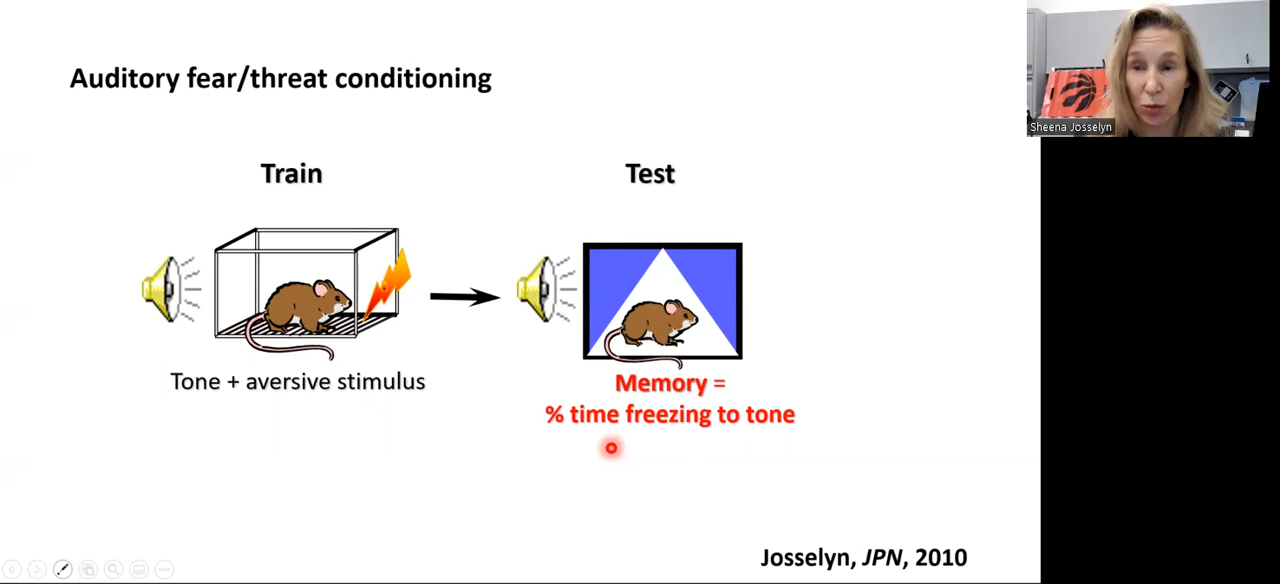 Auditory fear/threat conditioning
Sheena Josselyn
Train
Test
Tone + aversive stimulus
Memory =
% time freezing to tone
Josselyn, JPN, 2010